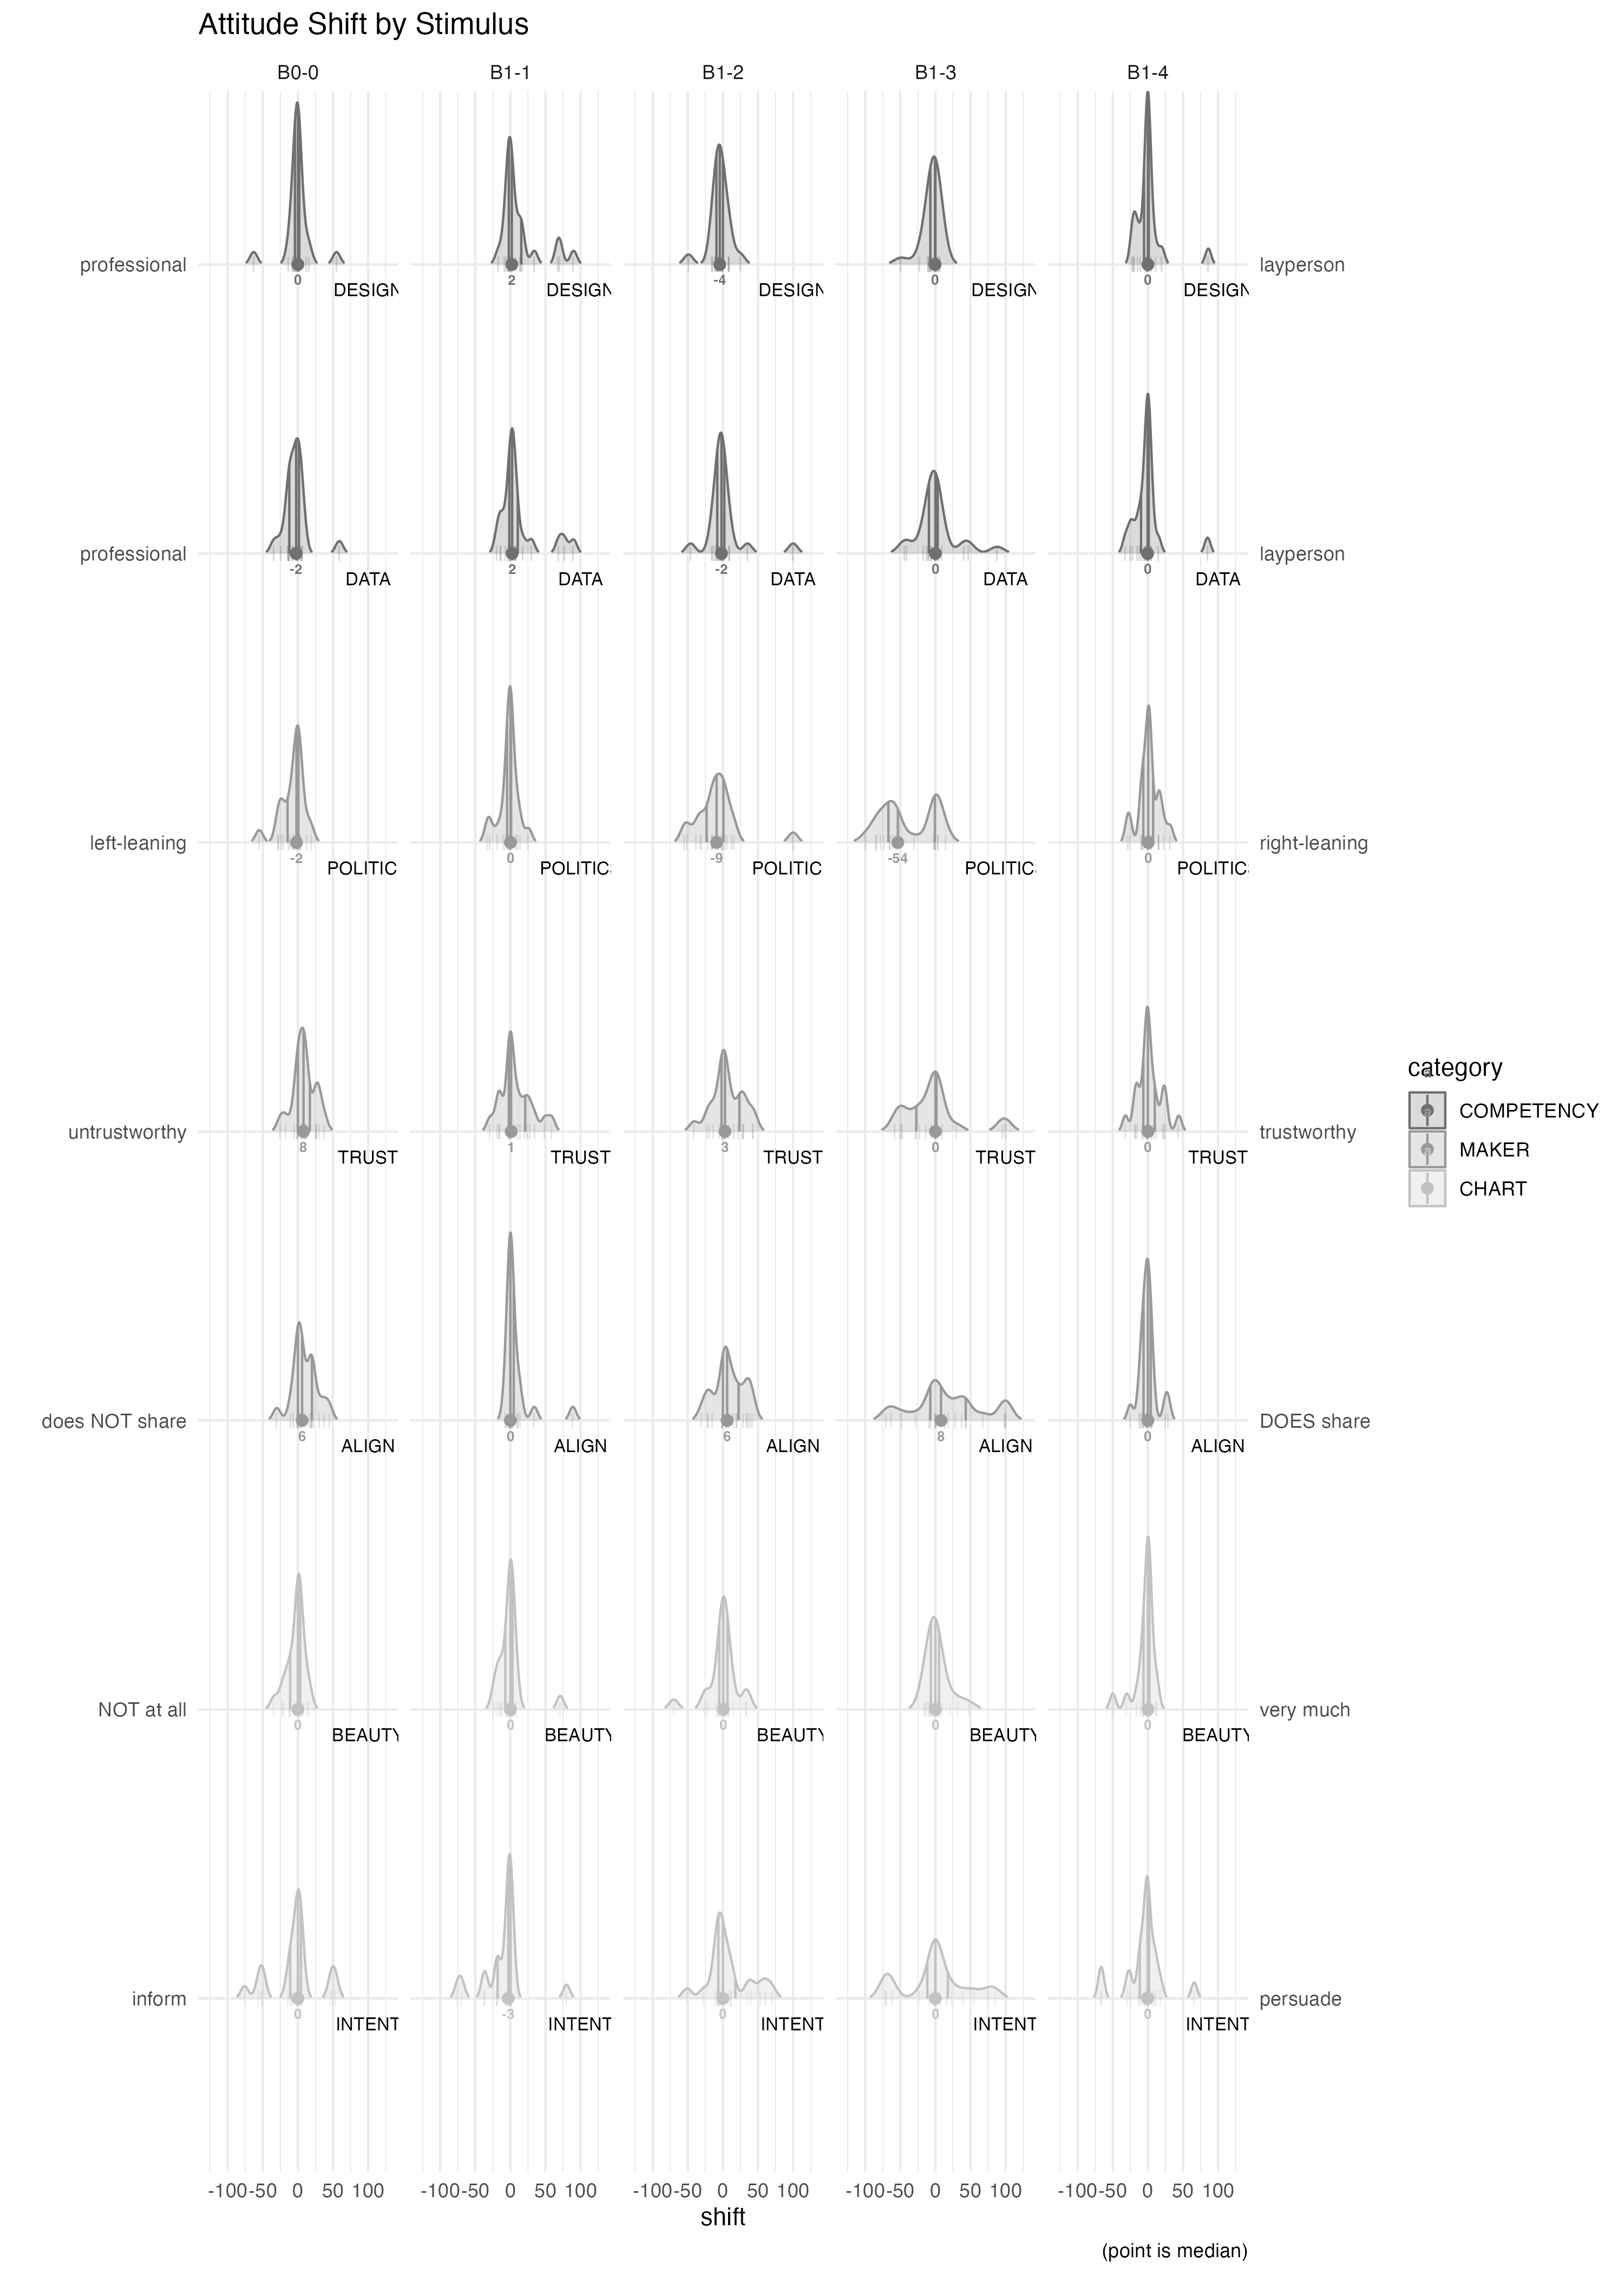 Attitude Shift by Stimulus
B0-0 B1-1 B1-2 B1-3 B1-4
professional layperson
0 2 -4 0 0
DESIGN DESIGN DESIGN DESIGN DESIGN
professional layperson
-2 2 -2 0 0
DATA DATA DATA DATA DATA
left-leaning right-leaning
-2 0 -9 -54 0
POLITIC POLITIC POLITIC POLITIC POLITIC
untrustworthy trustworthy
8 1 3 0 0
TRUST TRUST TRUST TRUST TRUST
does NOT share DOES share
6 0 6 8 0
ALIGN ALIGN ALIGN ALIGN ALIGN
NOT at all very much
0 0 0 0 0
BEAUTY BEAUTY BEAUTY BEAUTY BEAUTY
inform persuade
0 -3 0 0 0
INTENT INTENT INTENT INTENT INTENT
-100 -50 0 50 100 -100 -50 0 50 100 -100 -50 0 50 100 -100 -50 0 50 100 -100 -50 0 50 100
shift
(point is median)
category
COMPETENCY
MAKER
CHART